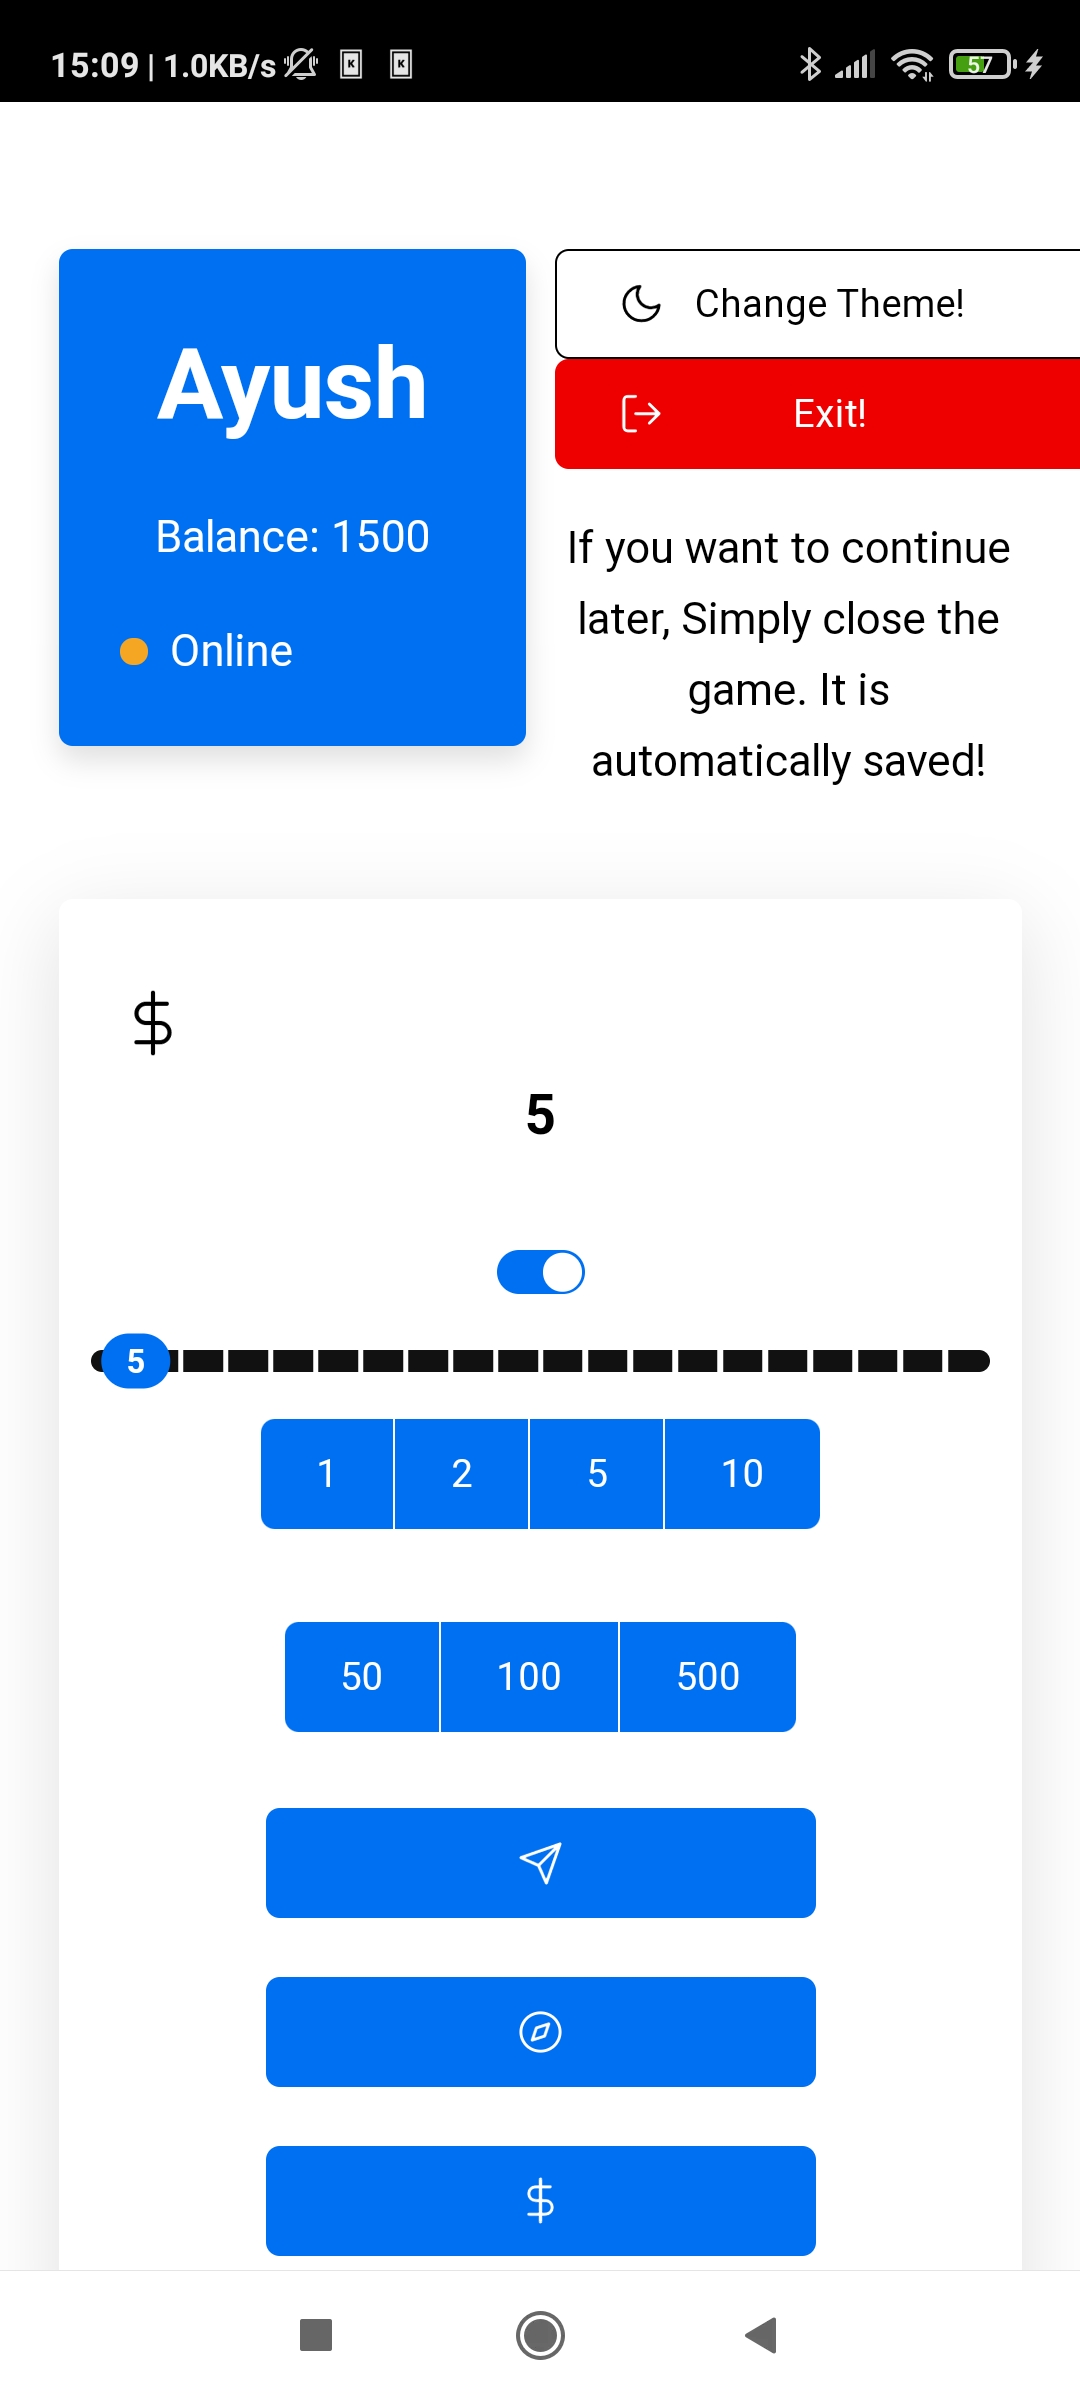 15:09 | 1.0KB/s K K 57
Ayush
Balance: 1500
Online
Change Theme!
Exit!
If you want to continue
later, Simply close the
game. It is
automatically saved!
$
5
5
1 2 5 10
50 100 500
$